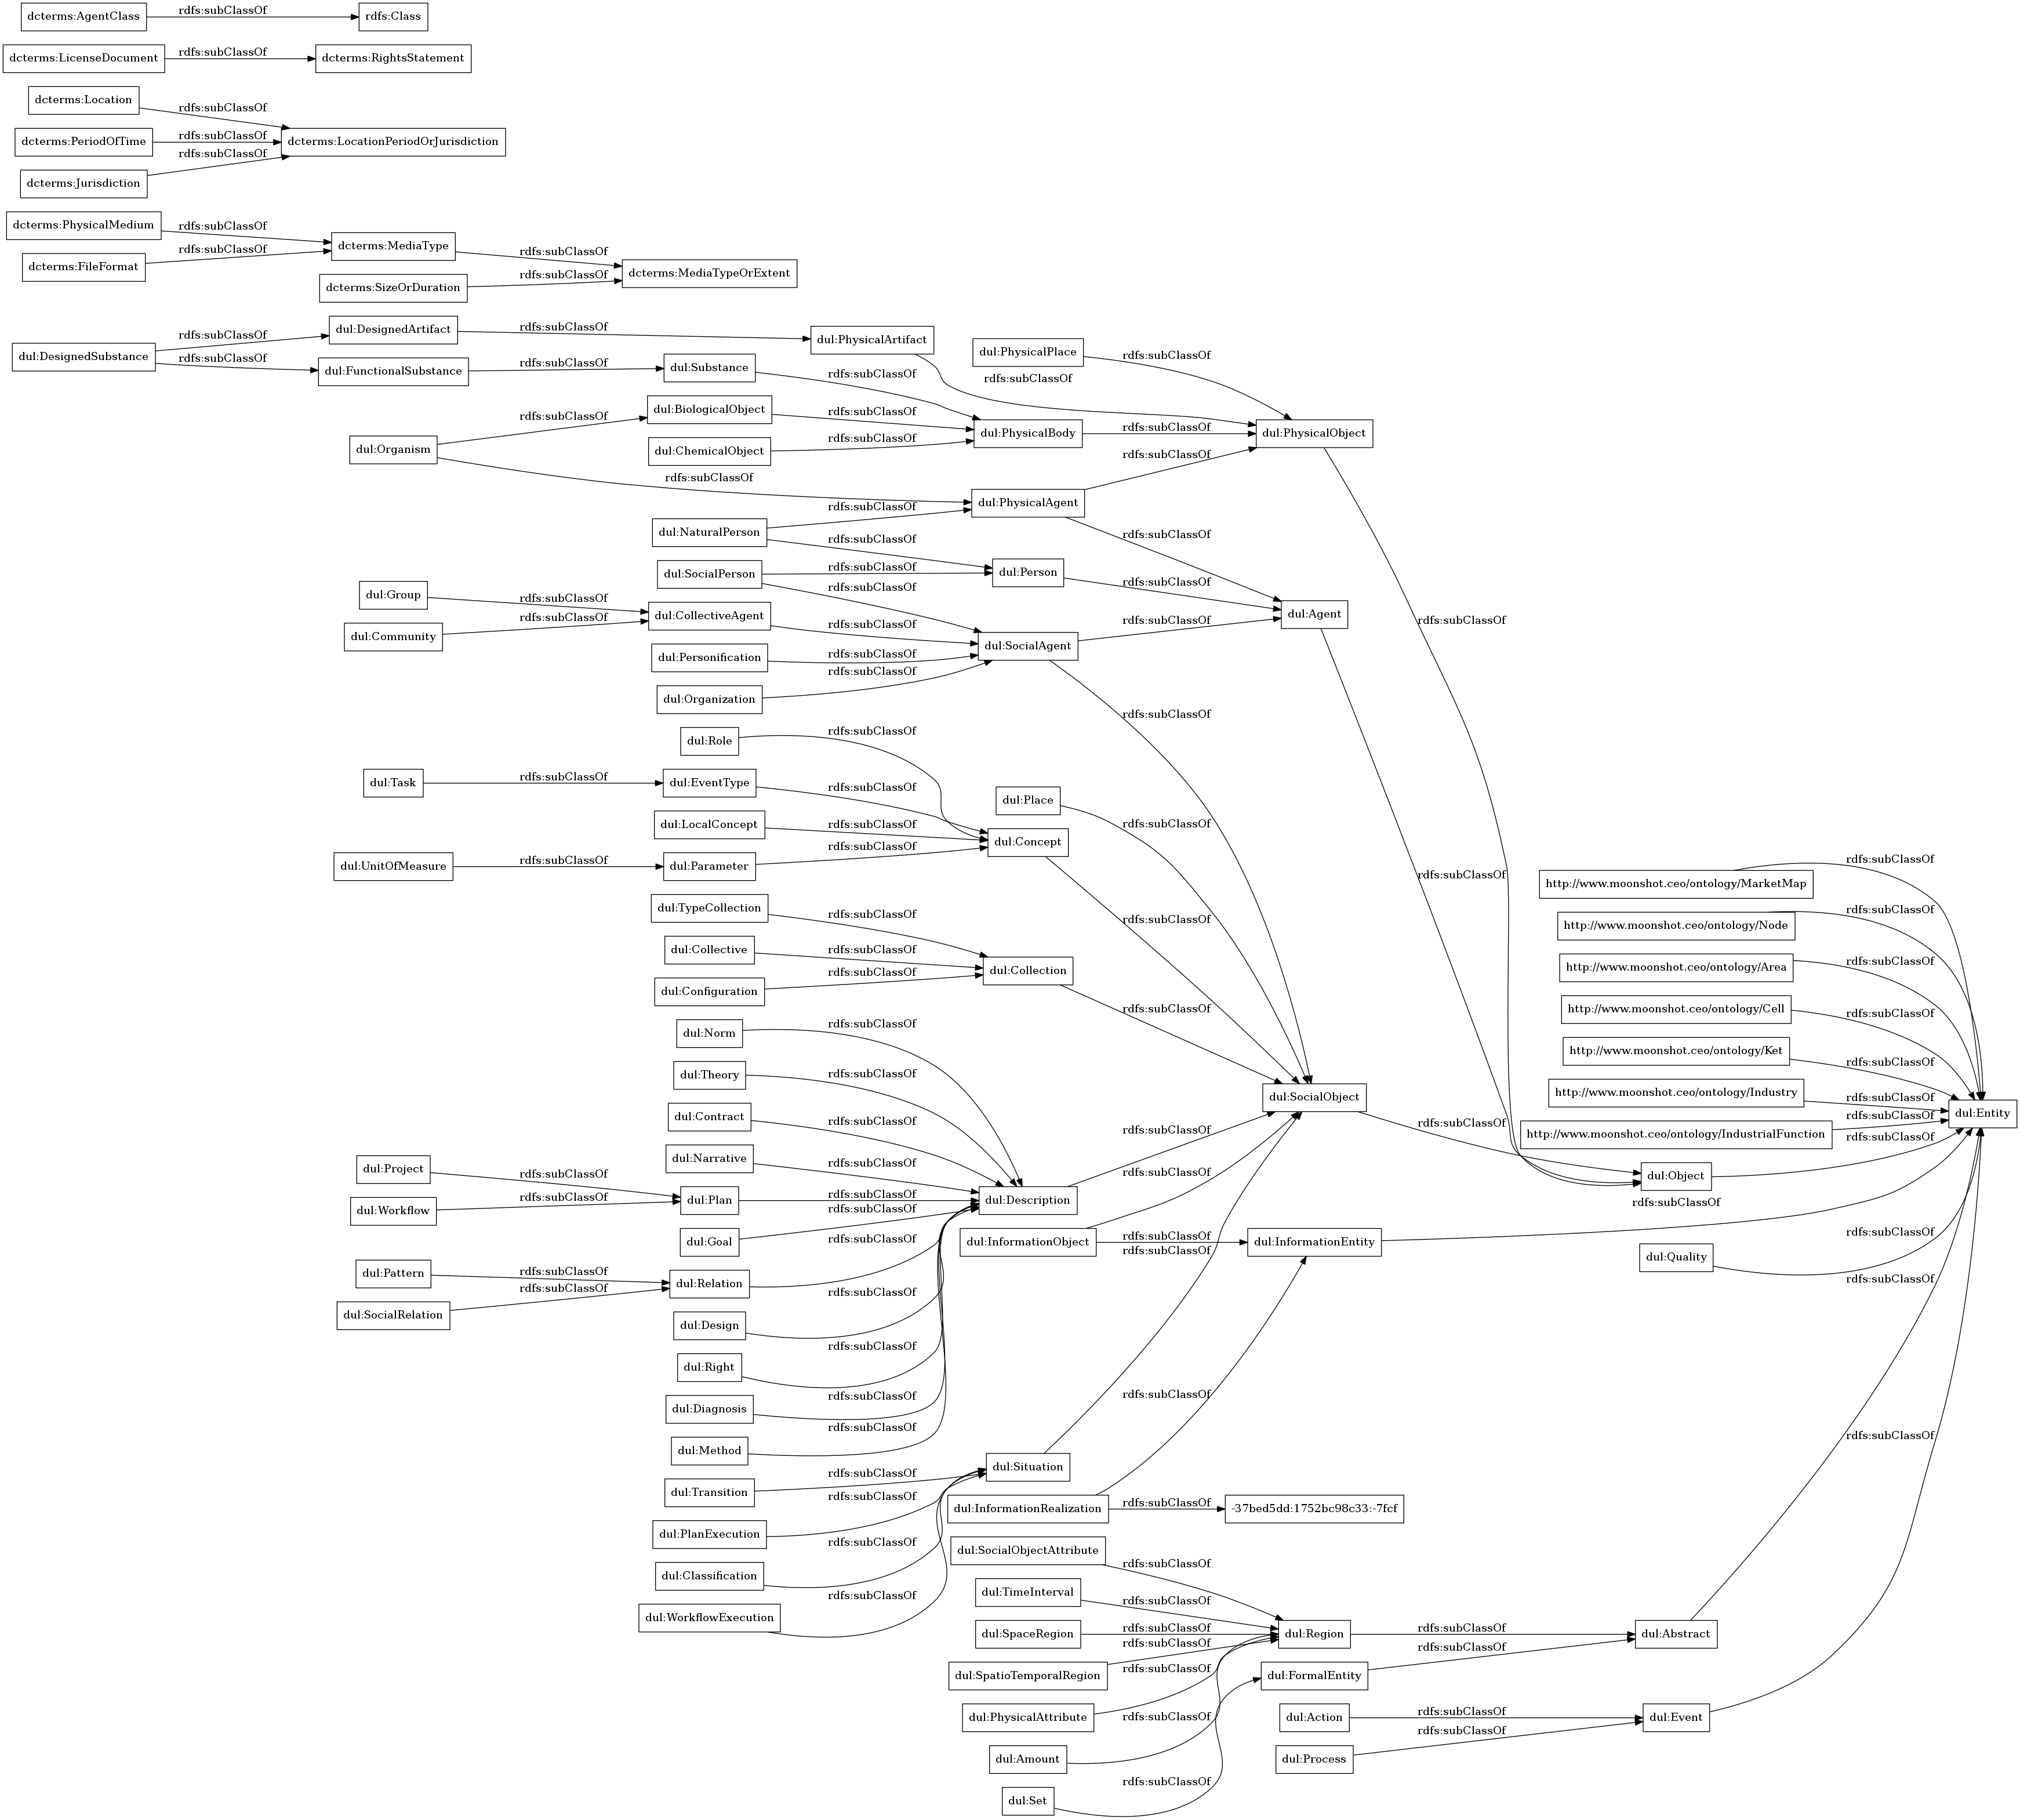 dcterms:AgentClass rdfs:subClassOf rdfs:Class
dcterms:LicenseDocument rdfs:subClassOf dcterms:RightsStatement
dcterms:Location rdfs:subClassOf
dcterms:PeriodOfTime rdfs:subClassOf dcterms:LocationPeriodOrJurisdiction
dcterms:Jurisdiction rdfs:subClassOf
dcterms:PhysicalMedium rdfs:subClassOf
dcterms:MediaType rdfs:subClassOf
dcterms:FileFormat rdfs:subClassOf
dcterms:MediaTypeOrExtent
dcterms:SizeOrDuration rdfs:subClassOf
dul:DesignedArtifact rdfs:subClassOf
dul:DesignedSubstance rdfs:subClassOf
rdfs:subClassOf
dul:PhysicalArtifact rdfs:subClassOf
dul:PhysicalPlace rdfs:subClassOf
dul:FunctionalSubstance rdfs:subClassOf
dul:Substance rdfs:subClassOf
dul:BiologicalObject rdfs:subClassOf
dul:Organism rdfs:subClassOf
rdfs:subClassOf
dul:ChemicalObject rdfs:subClassOf
dul:PhysicalBody rdfs:subClassOf
dul:PhysicalObject rdfs:subClassOf
dul:PhysicalAgent rdfs:subClassOf
rdfs:subClassOf
dul:NaturalPerson rdfs:subClassOf
rdfs:subClassOf
dul:SocialPerson rdfs:subClassOf
rdfs:subClassOf
dul:Person rdfs:subClassOf
dul:Group rdfs:subClassOf
dul:Community rdfs:subClassOf
dul:CollectiveAgent rdfs:subClassOf
dul:Agent rdfs:subClassOf
dul:Personification rdfs:subClassOf
dul:SocialAgent rdfs:subClassOf
rdfs:subClassOf
dul:Organization rdfs:subClassOf
dul:Role rdfs:subClassOf
dul:Task rdfs:subClassOf
dul:EventType rdfs:subClassOf
dul:Place rdfs:subClassOf
dul:LocalConcept rdfs:subClassOf
dul:Concept rdfs:subClassOf
dul:UnitOfMeasure rdfs:subClassOf
dul:Parameter rdfs:subClassOf
http://www.moonshot.ceo/ontology/MarketMap rdfs:subClassOf
dul:TypeCollection rdfs:subClassOf
http://www.moonshot.ceo/ontology/Node rdfs:subClassOf
dul:Collective rdfs:subClassOf
dul:Collection rdfs:subClassOf
http://www.moonshot.ceo/ontology/Area rdfs:subClassOf
dul:Configuration rdfs:subClassOf
http://www.moonshot.ceo/ontology/Cell rdfs:subClassOf
dul:Norm rdfs:subClassOf
http://www.moonshot.ceo/ontology/Ket rdfs:subClassOf
dul:Theory rdfs:subClassOf
dul:SocialObject rdfs:subClassOf
http://www.moonshot.ceo/ontology/Industry rdfs:subClassOf
dul:Entity
dul:Contract rdfs:subClassOf
http://www.moonshot.ceo/ontology/IndustrialFunction rdfs:subClassOf
dul:Narrative rdfs:subClassOf
dul:Project rdfs:subClassOf
dul:Object rdfs:subClassOf
dul:Workflow rdfs:subClassOf
dul:Plan rdfs:subClassOf
dul:Description rdfs:subClassOf
dul:Goal rdfs:subClassOf
dul:InformationObject rdfs:subClassOf
rdfs:subClassOf
dul:InformationEntity rdfs:subClassOf
dul:Quality rdfs:subClassOf
dul:Pattern rdfs:subClassOf
dul:Relation rdfs:subClassOf
dul:SocialRelation rdfs:subClassOf
dul:Design rdfs:subClassOf
dul:Right rdfs:subClassOf
dul:Diagnosis rdfs:subClassOf
dul:Method rdfs:subClassOf
dul:Situation rdfs:subClassOf
dul:Transition rdfs:subClassOf
dul:InformationRealization rdfs:subClassOf
rdfs:subClassOf -37bed5dd:1752bc98c33:-7fcf
dul:PlanExecution rdfs:subClassOf
dul:SocialObjectAttribute rdfs:subClassOf
dul:Classification rdfs:subClassOf
dul:TimeInterval rdfs:subClassOf
dul:WorkflowExecution rdfs:subClassOf
dul:SpaceRegion rdfs:subClassOf
dul:Region rdfs:subClassOf
dul:Abstract rdfs:subClassOf
dul:SpatioTemporalRegion rdfs:subClassOf
dul:FormalEntity rdfs:subClassOf
dul:PhysicalAttribute rdfs:subClassOf
dul:Action rdfs:subClassOf
dul:Event rdfs:subClassOf
dul:Amount rdfs:subClassOf
dul:Process rdfs:subClassOf
dul:Set rdfs:subClassOf